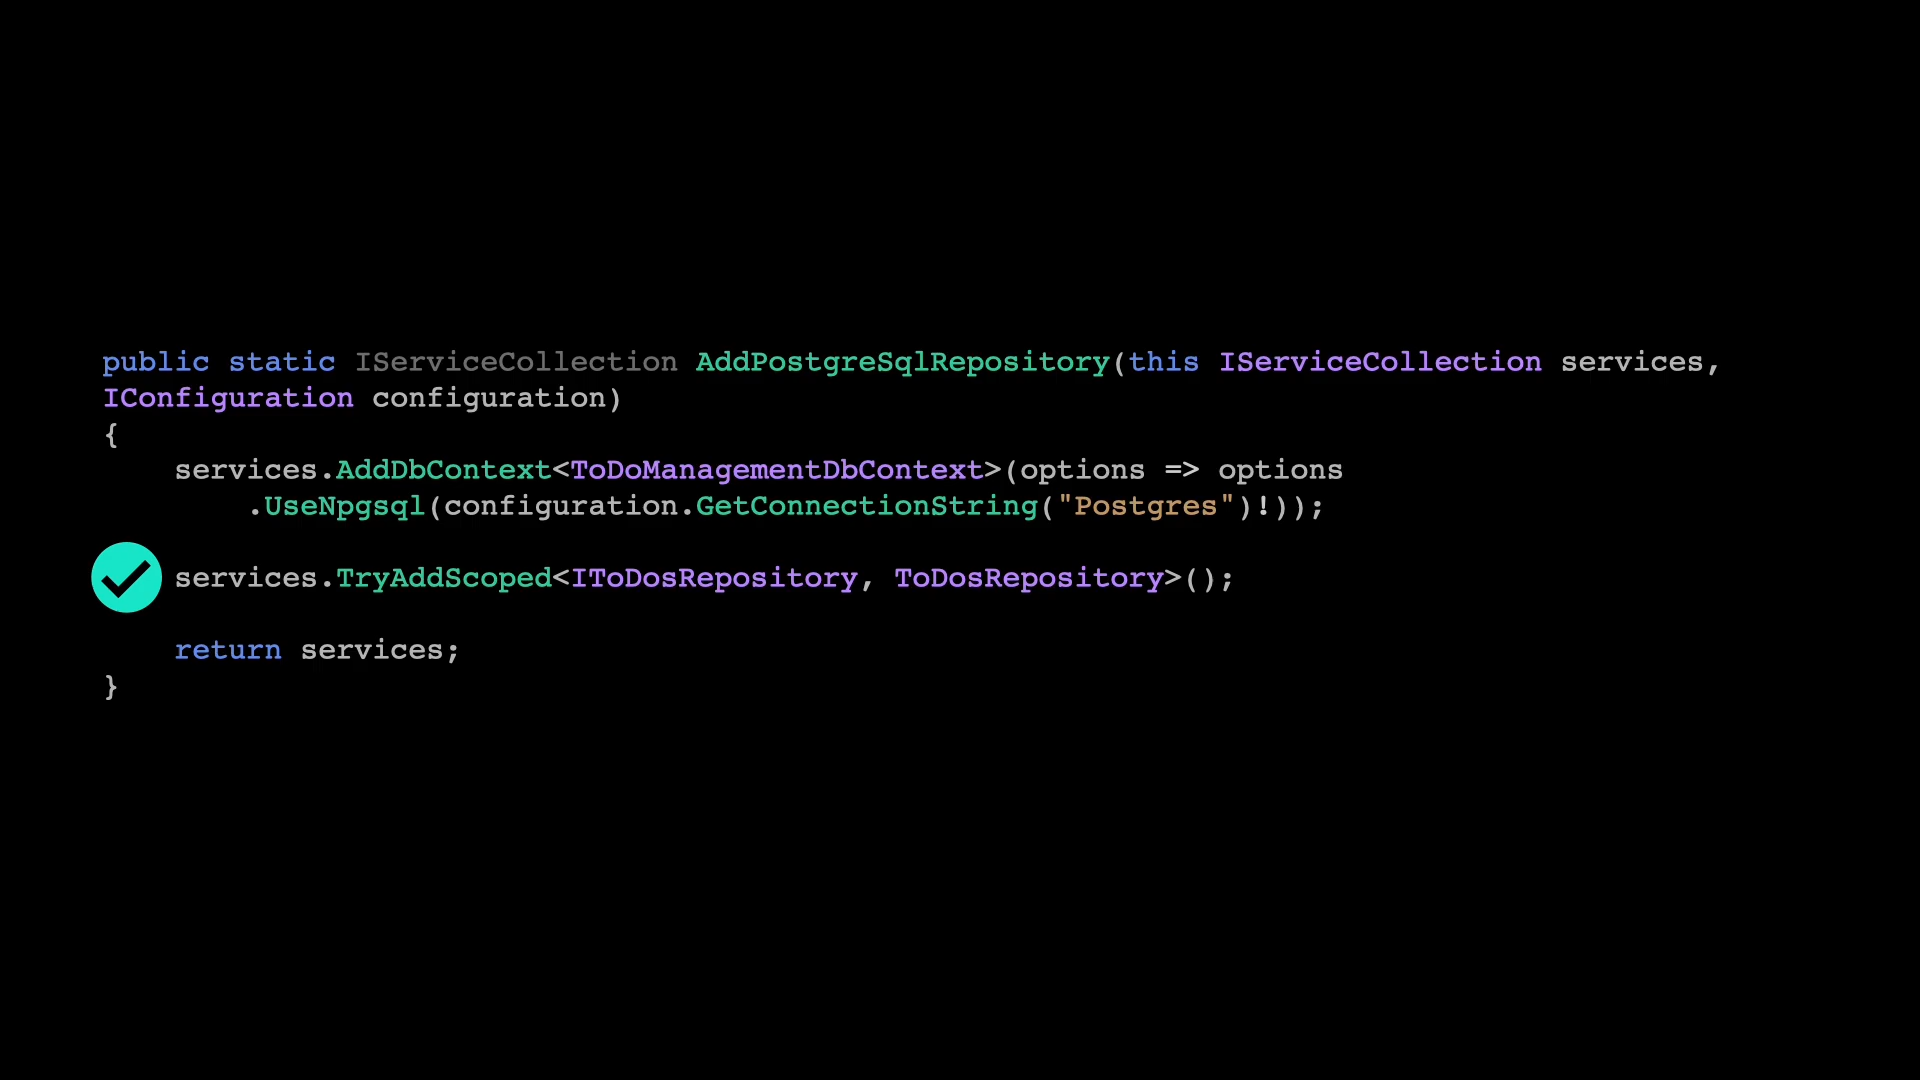 public static IServiceCollection AddPostgreSqlRepository(this IServiceCollection services,
IConfiguration configuration)
{
    services.AddDbContext<ToDoManagementDbContext>(options => options
        .UseNpgsql(configuration.GetConnectionString("Postgres")!));
    services.TryAddScoped<IToDosRepository, ToDosRepository>();
    return services;
}